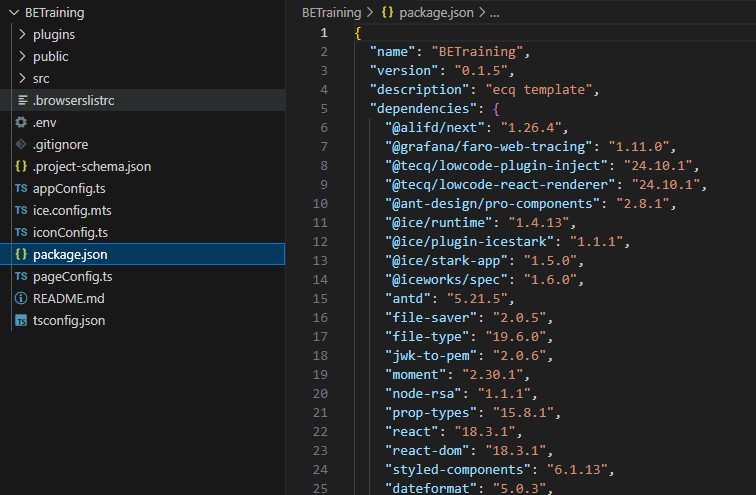 BETraining
plugins
public
src
.browserslistrc
.env
.gitignore
.project-schema.json
appConfig.ts
ice.config.mts
iconConfig.ts
package.json
pageConfig.ts
README.md
tsconfig.json
BETraining > {} package.json > ...
1 {
2 "name": "BETraining",
3 "version": "0.1.5",
4 "description": "ecq template",
5 "dependencies": {
6 "@alifd/next": "1.26.4",
7 "@grafana/faro-web-tracing": "1.11.0",
8 "@tecq/lowcode-plugin-inject": "24.10.1",
9 "@tecq/lowcode-react-renderer": "24.10.1",
10 "@ant-design/pro-components": "2.8.1",
11 "@ice/runtime": "1.4.13",
12 "@ice/plugin-icestark": "1.1.1",
13 "@ice/stark-app": "1.5.0",
14 "@iceworks/spec": "1.6.0",
15 "antd": "5.21.5",
16 "file-saver": "2.0.5",
17 "file-type": "19.6.0",
18 "jwk-to-pem": "2.0.6",
19 "moment": "2.30.1",
20 "node-rsa": "1.1.1",
21 "prop-types": "15.8.1",
22 "react": "18.3.1",
23 "react-dom": "18.3.1",
24 "styled-components": "6.1.13",
25 "dateformat": "5.0.3",